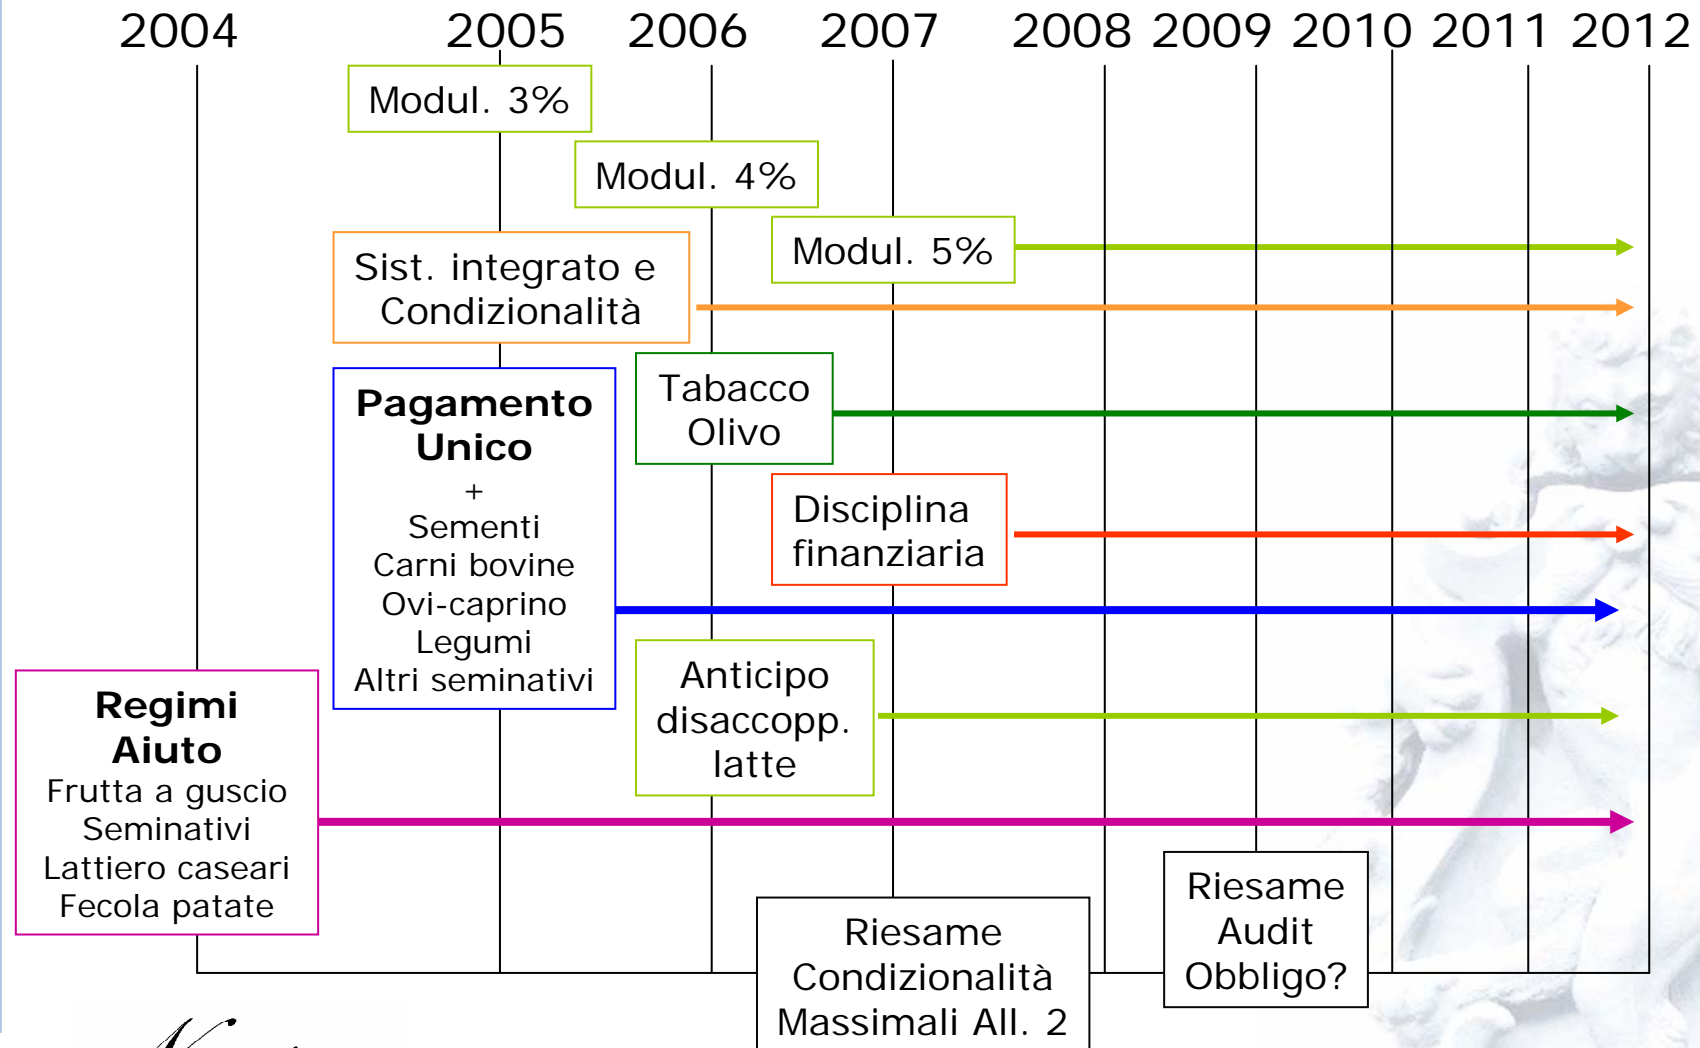 2004 2005 2006 2007 2008 2009 2010 2011 2012
Modul. 3%
Modul. 4%
Modul. 5%
Sist. integrato e
Condizionalità
Tabacco
Olivo
Pagamento
Unico
+
Sementi
Carni bovine
Ovi-caprino
Legumi
Altri seminativi
Disciplina
finanziaria
Anticipo
disaccopp.
latte
Regimi
Aiuto
Frutta a guscio
Seminativi
Lattiero caseari
Fecola patate
Riesame
Condizionalità
Massimali All. 2
Riesame
Audit
Obbligo?